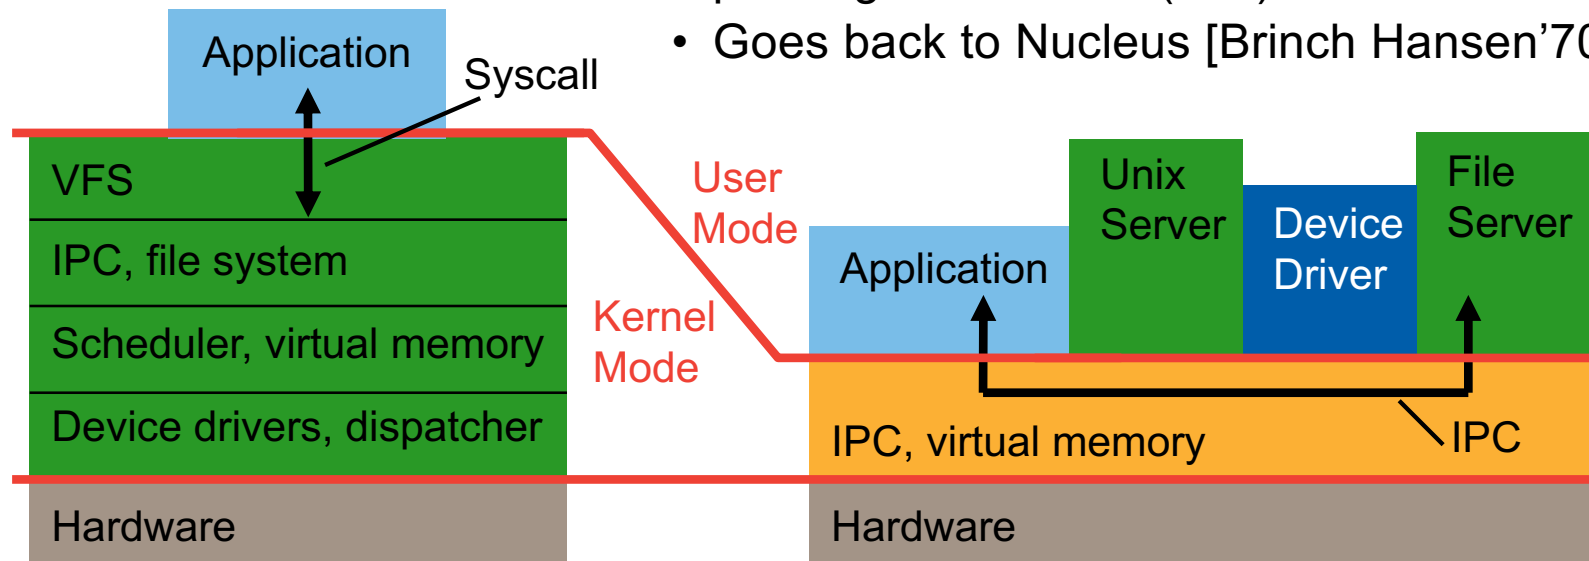 • Goes back to Nucleus [Brinch Hansen'70
Application
Syscall
VFS
IPC, file system
Scheduler, virtual memory
Device drivers, dispatcher
Hardware
User
Mode
Kernel
Mode
Application
Unix
Server
Device
Driver
File
Server
IPC, virtual memory
IPC
Hardware